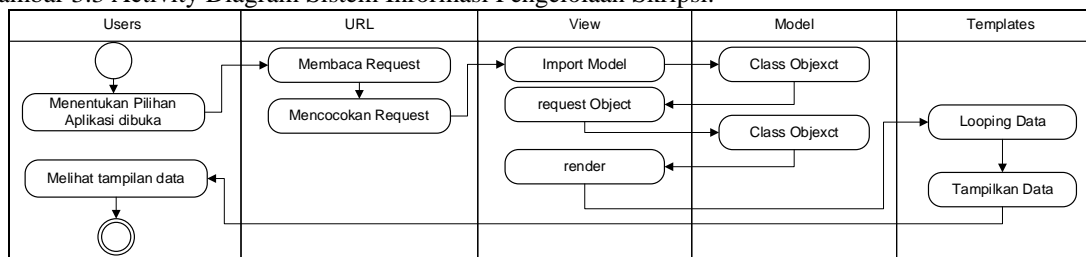 Gambar 3.3 Activity Diagram Sistem Informasi Pengelolaan Skripsi.
Users
URL
View
Model
Templates
Membaca Request
Import Model
Class Objexct
Menentukan Pilihan
Aplikasi dibuka
Mencocokan Request
request Object
Class Objexct
Looping Data
Melihat tampilan data
render
Tampilkan Data